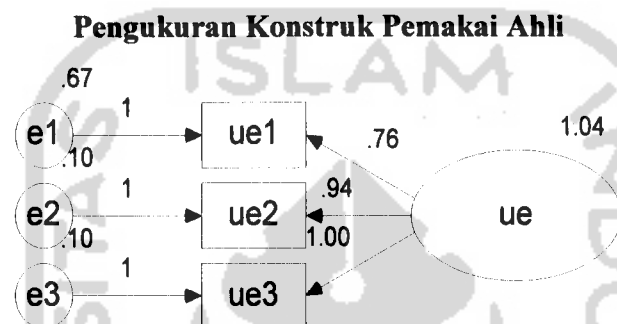 Pengukuran Konstruk Pemakai Ahli
ISLAM
.67
e1 1 ue1 .76 1.04
.10
e2 1 ue2 .94 ue
.10 1.00
e3 1 ue3